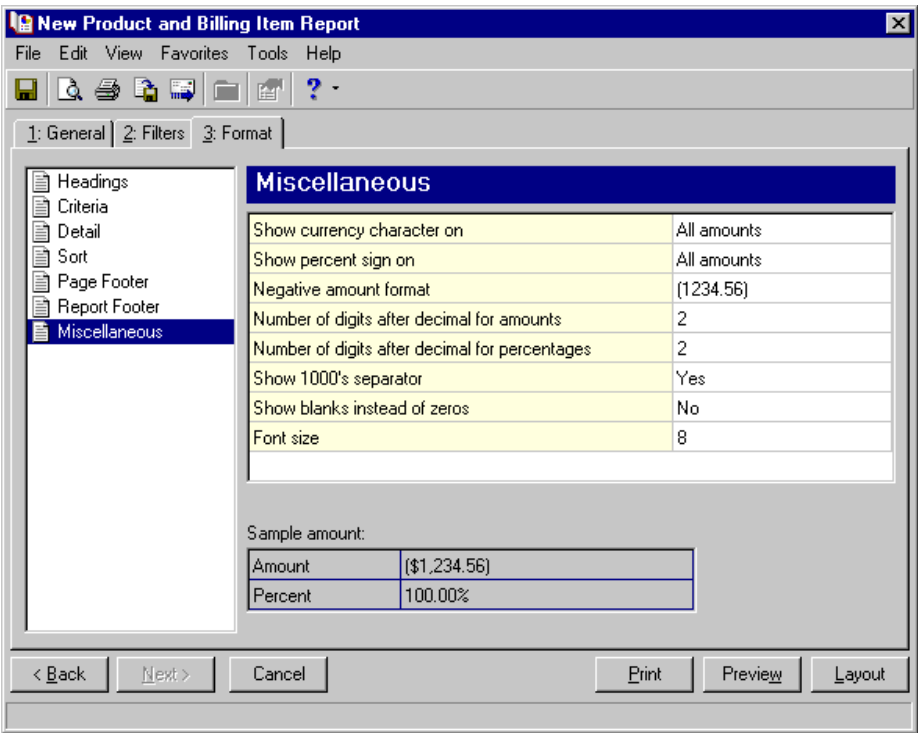 New Product and Billing Item Report
File Edit View Favorites Tools Help
?
1: General 2: Filters 3: Format
Headings
Criteria
Detail
Sort
Page Footer
Report Footer
Miscellaneous
Miscellaneous
Show currency character on All amounts
Show percent sign on All amounts
Negative amount format (1234.56)
Number of digits after decimal for amounts 2
Number of digits after decimal for percentages 2
Show 1000's separator Yes
Show blanks instead of zeros No
Font size 8
Sample amount:
Amount ($1,234.56)
Percent 100.00%
< Back Next > Cancel Print Preview Layout